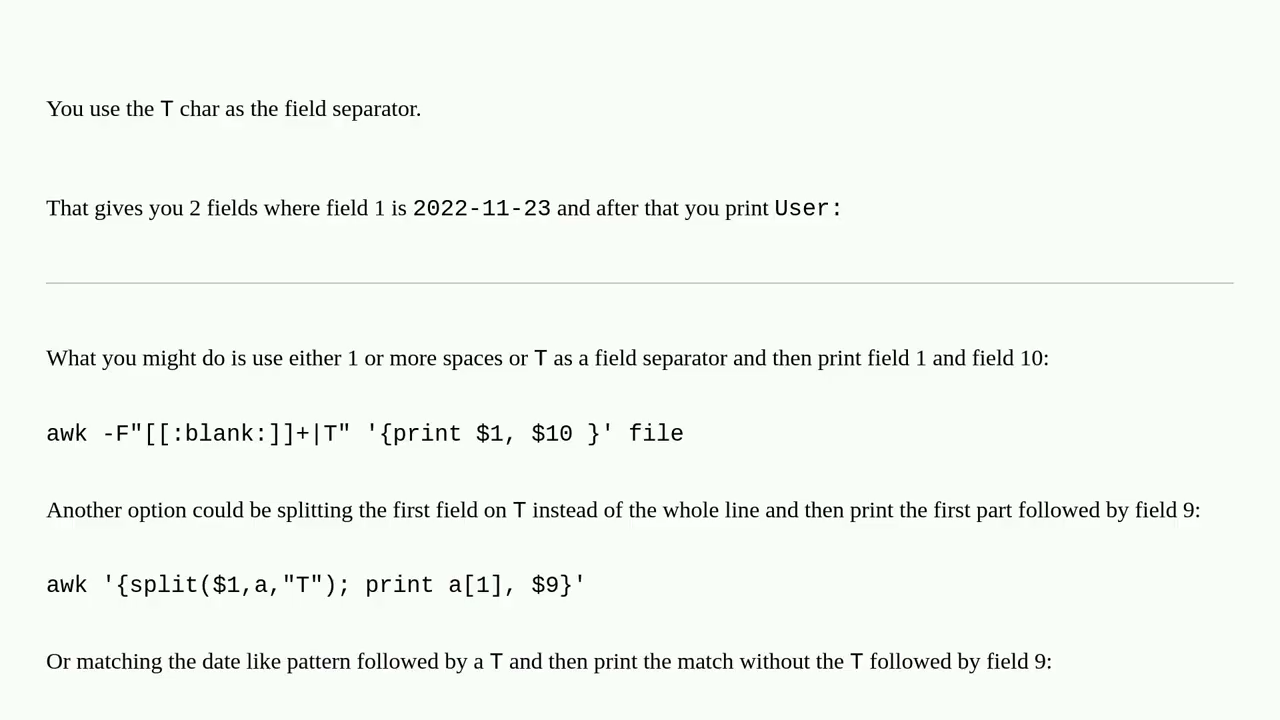 You use the T char as the field separator.
That gives you 2 fields where field 1 is 2022-11-23 and after that you print User:
What you might do is use either 1 or more spaces or T as a field separator and then print field 1 and field 10:
awk -F"[[:blank:]]+|T" '{print $1, $10 }' file
Another option could be splitting the first field on T instead of the whole line and then print the first part followed by field 9:
awk '{split($1,a,"T"); print a[1], $9}'
Or matching the date like pattern followed by a T and then print the match without the T followed by field 9: